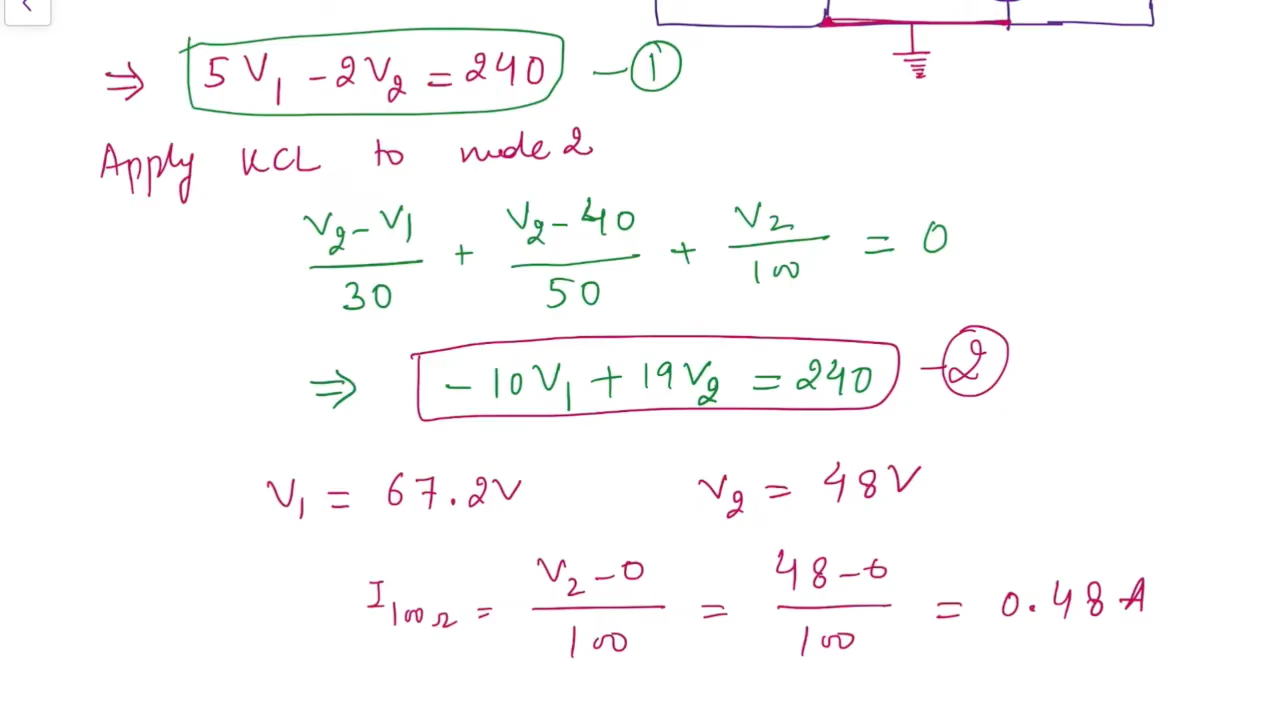 ⇒ 5V₁ - 2V₂ = 240 - ①
Apply KCL to node 2
(V₂ - V₁)/30 + (V₂ - 40)/50 + V₂/100 = 0
⇒ -10V₁ + 19V₂ = 240 - ②
V₁ = 67.2V    V₂ = 48V
I₁₀₀Ω = (V₂ - 0)/100 = (48 - 0)/100 = 0.48 A